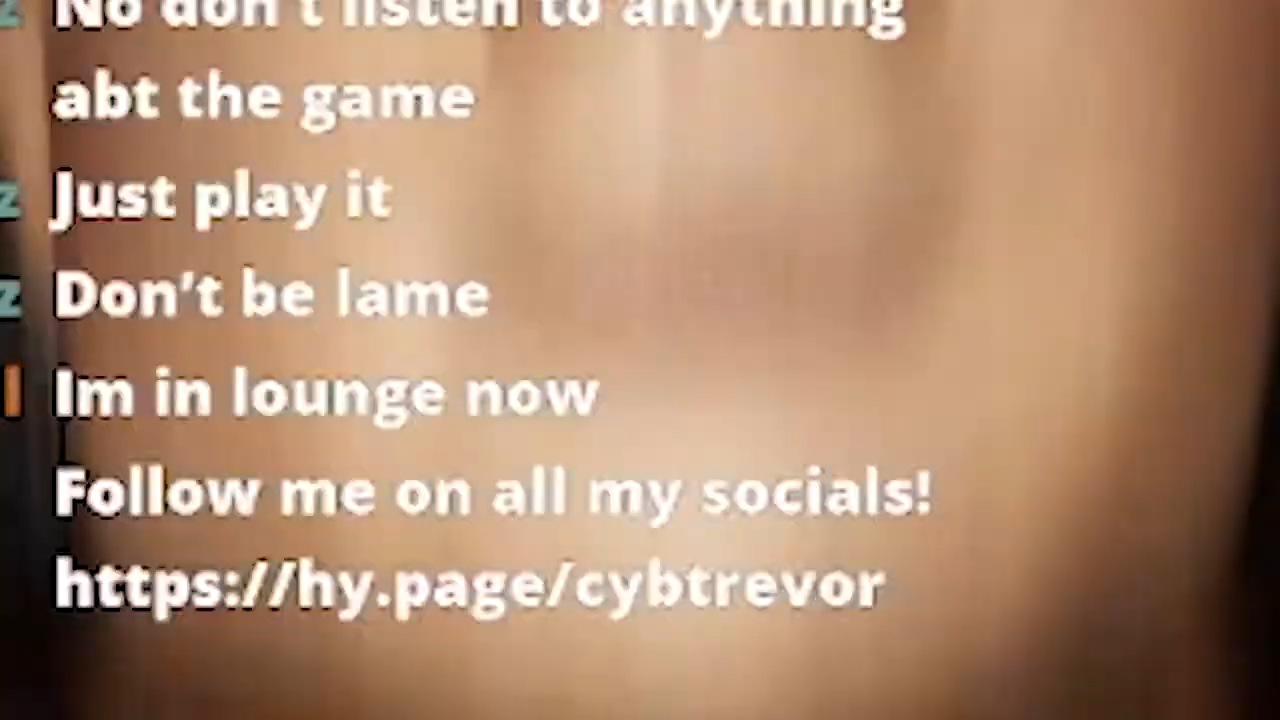 z No don't listen to anything
abt the game
z Just play it
z Don’t be lame
l Im in lounge now
Follow me on all my socials!
https://hy.page/cybtrevor